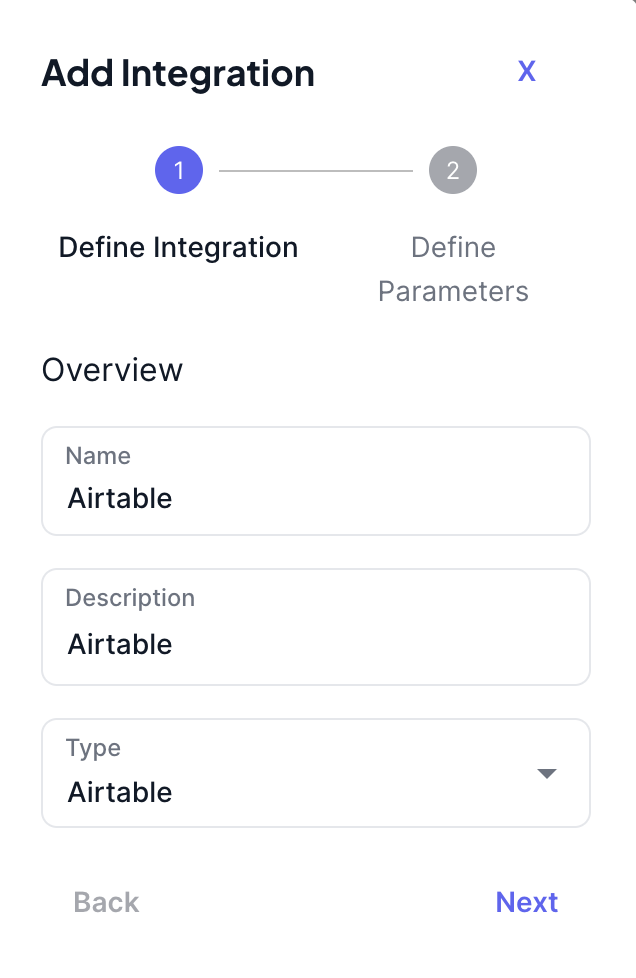 Add Integration
X
1
2
Define Integration
Define
Parameters
Overview
Name
Airtable
Description
Airtable
Type
Airtable
Back
Next